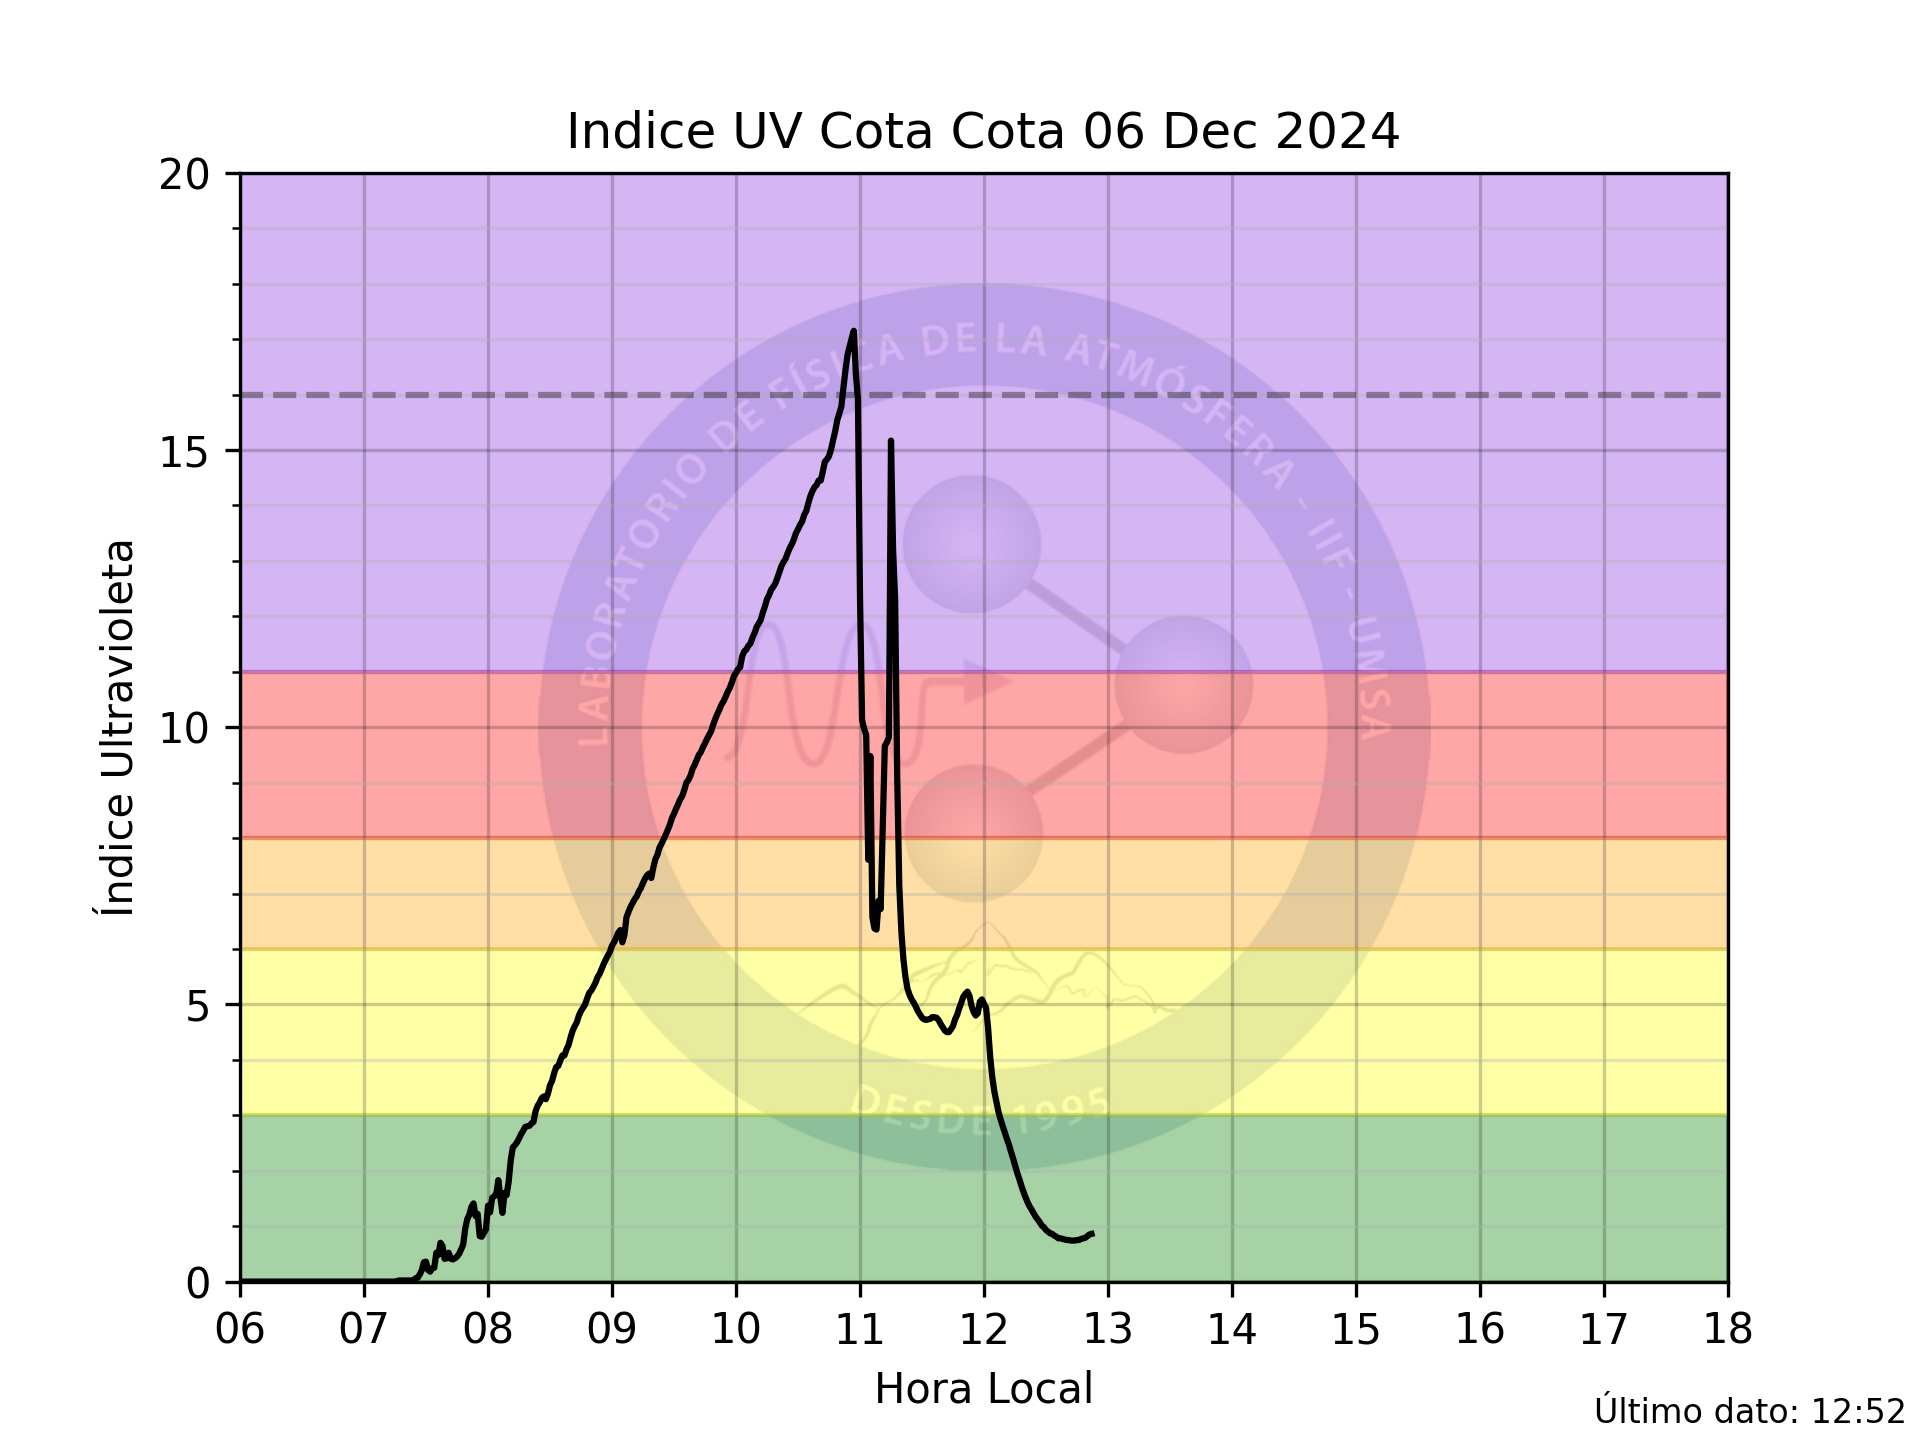 Indice UV Cota Cota 06 Dec 2024
20
15
10
5
0
Índice Ultravioleta
LABORATORIO DE FÍSICA DE LA ATMÓSFERA - IIF - UMSA
DESDE 1995
06 07 08 09 10 11 12 13 14 15 16 17 18
Hora Local
Último dato: 12:52